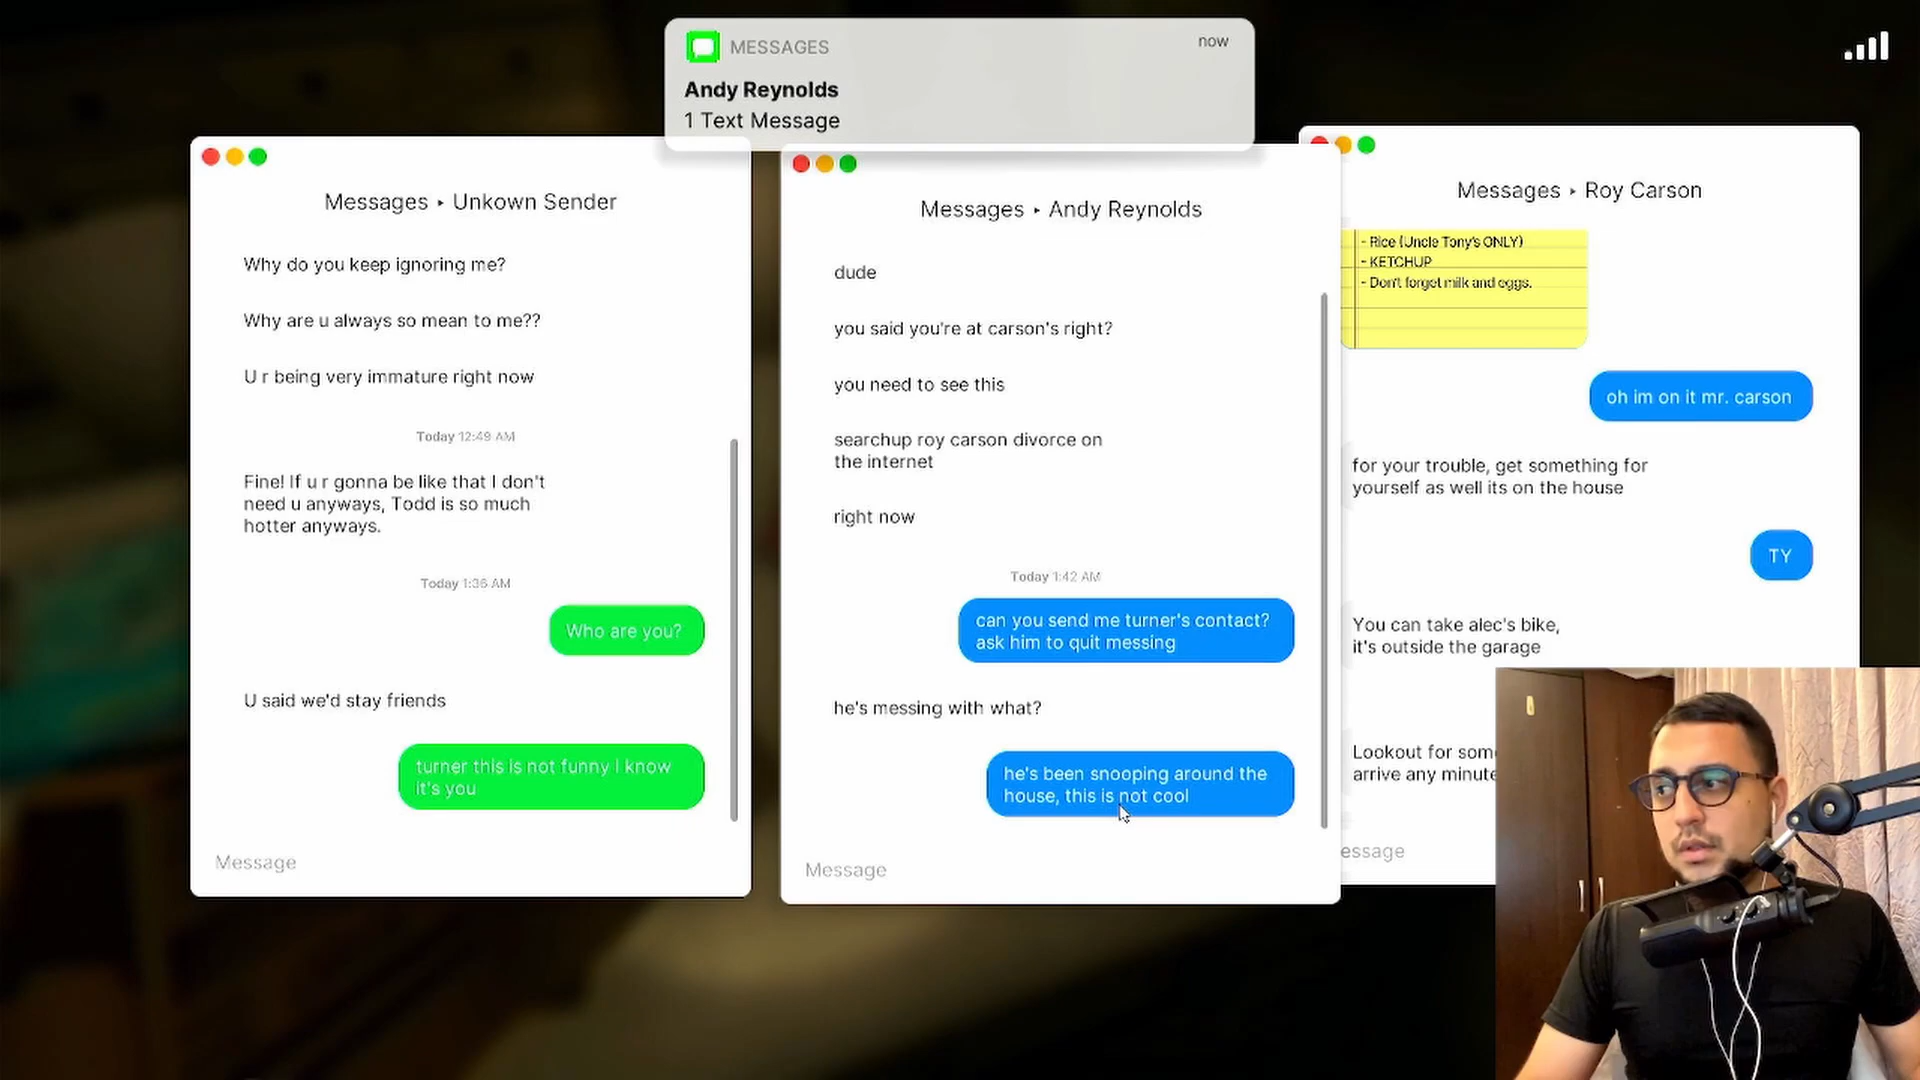 MESSAGES
now
Andy Reynolds
1 Text Message
Messages ‣ Unkown Sender
Why do you keep ignoring me?
Why are u always so mean to me??
U r being very immature right now
Today 12:49 AM
Fine! If u r gonna be like that I don't
need u anyways, Todd is so much
hotter anyways.
Today 1:36 AM
Who are you?
U said we'd stay friends
turner this is not funny I know
it's you
Message
Messages ‣ Andy Reynolds
dude
you said you're at carson's right?
you need to see this
searchup roy carson divorce on
the internet
right now
Today 1:42 AM
can you send me turner's contact?
ask him to quit messing
he's messing with what?
he's been snooping around the
house, this is not cool
Message
Messages ‣ Roy Carson
- Rice (Uncle Tony's ONLY)
- KETCHUP
- Don't forget milk and eggs.
oh im on it mr. carson
for your trouble, get something for
yourself as well its on the house
TY
You can take alec's bike,
it's outside the garage
Lookout for som
arrive any minute
essage